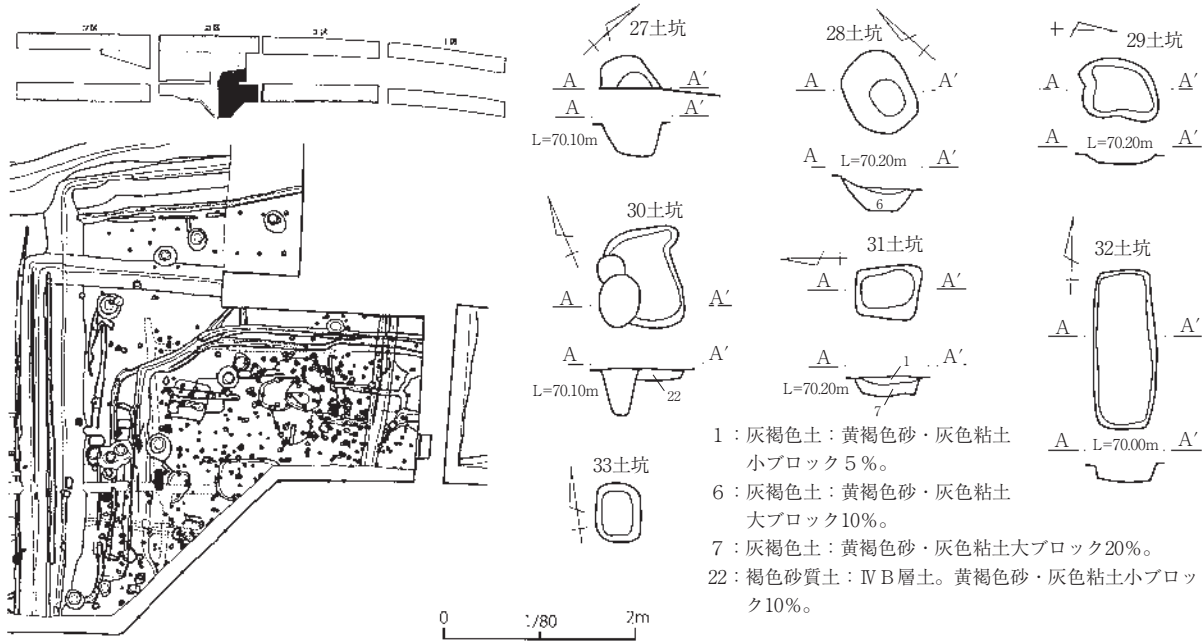 27土坑
A A′
A A′
L=70.10m
28土坑
A A′
A L=70.20m A′
6
29土坑
A A′
A A′
L=70.20m
30土坑
A A′
A A′
L=70.10m
22
31土坑
A A′
A A′
1
L=70.20m
7
32土坑
A A′
A L=70.00m A′
33土坑
1：灰褐色土：黄褐色砂・灰色粘土
小ブロック５％。
6：灰褐色土：黄褐色砂・灰色粘土
大ブロック10％。
7：灰褐色土：黄褐色砂・灰色粘土大ブロック20％。
22：褐色砂質土：ⅣＢ層土。黄褐色砂・灰色粘土小ブロッ
ク10％。
0 1/80 2m